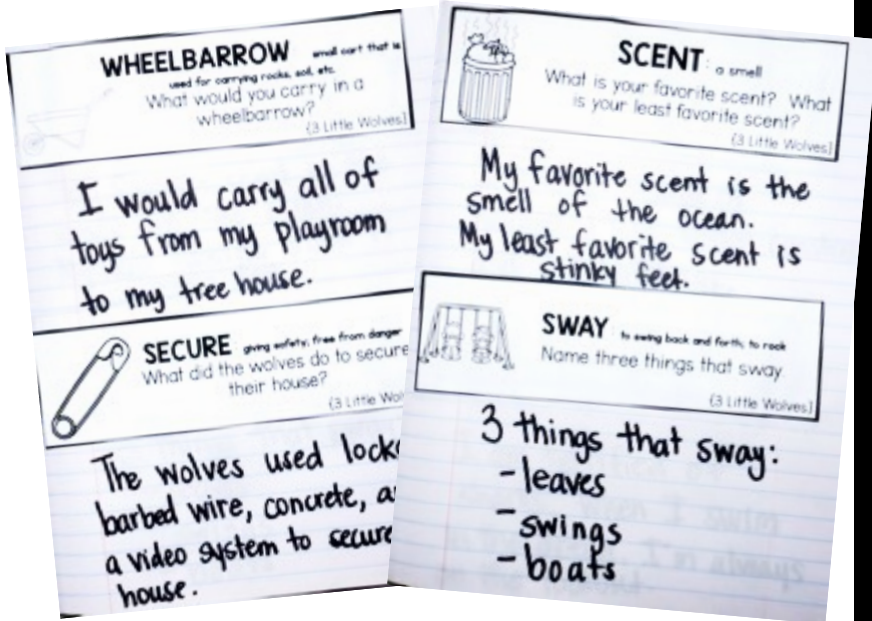 WHEELBARROW small cart that is
used for carrying rocks, soil, etc.
What would you carry in a
wheelbarrow?
{3 Little Wolves}
I would carry all of
toys from my playroom
to my tree house.
SECURE giving safety, free from danger
What did the wolves do to secure
their house?
{3 Little
The wolves used
barbed wire, concrete,
a video system to secure
house.
SCENT: a smell
What is your favorite scent? What
is your least favorite scent?
{3 Little Wolves}
My favorite scent is the
smell of the ocean.
My least favorite scent is
stinky feet.
SWAY to swing back and forth; to rock
Name three things that sway.
{3 Little Wolves}
3 things that sway:
-leaves
-swings
-boats